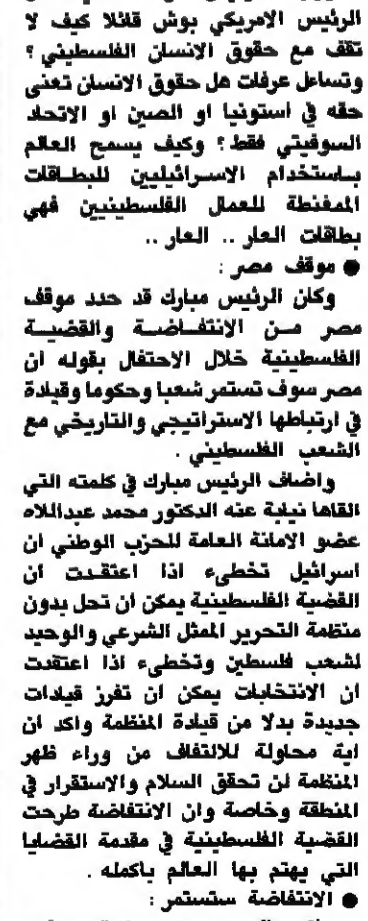 الرئيس الامريكي بوش قائلا كيف لا
تقف مع حقوق الانسان الفلسطيني ؟
وتساءل عرفات هل حقوق الانسان تعنى
حقه في استونيا او الصين او الاتحاد
السوفيتي فقط ؟ وكيف يسمح العالم
باستخدام الاسرائيليين للبطاقات
الممغنطة للعمال الفلسطينيين فهي
بطاقات العار .. العار ..
● موقف مصر :
وكان الرئيس مبارك قد حدد موقف
مصر من الانتفاضة والقضية
الفلسطينية خلال الاحتفال بقوله ان
مصر سوف تستمر شعبا وحكوما وقيادة
في ارتباطها الاستراتيجي والتاريخي مع
الشعب الفلسطيني .
واضاف الرئيس مبارك في كلمته التي
القاها نيابة عنه الدكتور محمد عبداللاه
عضو الامانة العامة للحزب الوطني ان
اسرائيل تخطىء اذا اعتقدت ان
القضية الفلسطينية يمكن ان تحل بدون
منظمة التحرير الممثل الشرعي والوحيد
لشعب فلسطين وتخطىء اذا اعتقدت
ان الانتخابات يمكن ان تفرز قيادات
جديدة بدلا من قيادة المنظمة واكد ان
اية محاولة للالتفاف من وراء ظهر
المنظمة لن تحقق السلام والاستقرار في
المنطقة وخاصة وان الانتفاضة طرحت
القضية الفلسطينية في مقدمة القضايا
التي يهتم بها العالم باكمله .
● الانتفاضة ستستمر :